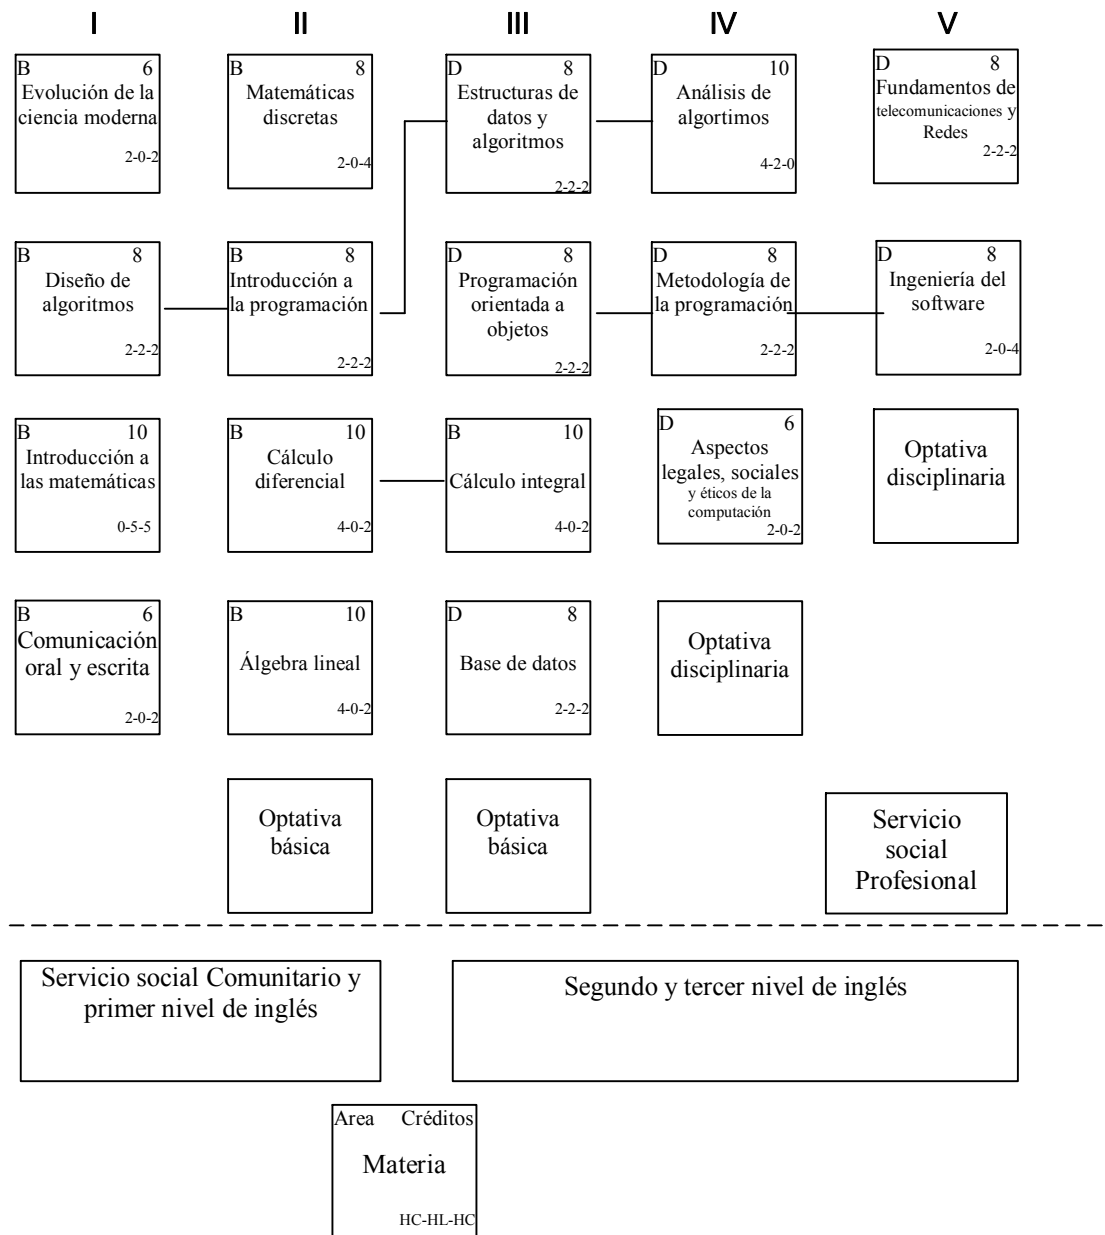 I II III IV V
B 6
Evolución de la
ciencia moderna
2-0-2
B 8
Matemáticas
discretas
2-0-4
D 8
Estructuras de
datos y
algoritmos
2-2-2
D 10
Análisis de
algortimos
4-2-0
D 8
Fundamentos de
telecomunicaciones y
Redes
2-2-2
B 8
Diseño de
algoritmos
2-2-2
B 8
Introducción a
la programación
2-2-2
D 8
Programación
orientada a
objetos
2-2-2
D 8
Metodología de
la programación
2-2-2
D 8
Ingeniería del
software
2-0-4
B 10
Introducción a
las matemáticas
0-5-5
B 10
Cálculo
diferencial
4-0-2
B 10
Cálculo integral
4-0-2
D 6
Aspectos
legales, sociales
y éticos de la
computación
2-0-2
Optativa
disciplinaria
B 6
Comunicación
oral y escrita
2-0-2
B 10
Álgebra lineal
4-0-2
D 8
Base de datos
2-2-2
Optativa
disciplinaria
Optativa
básica
Optativa
básica
Servicio
social
Profesional
Servicio social Comunitario y
primer nivel de inglés
Segundo y tercer nivel de inglés
Area Créditos
Materia
HC-HL-HC